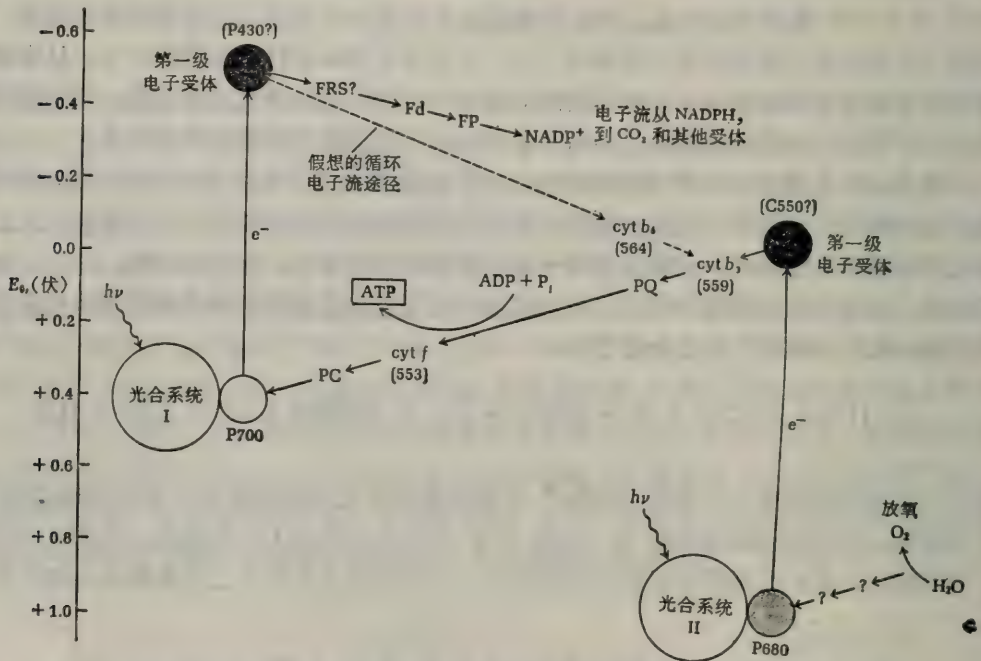 −0.6
−0.4
−0.2
0.0
E₀,(伏)
+0.2
+0.4
+0.6
+0.8
+1.0
(P430?)
第一级
电子受体
FRS?
Fd
FP
NADP⁺
电子流从 NADPH,
到 CO₂ 和其他受体
假想的循环
电子流途径
e⁻
cyt b₆
(564)
cyt b₃
(559)
(C550?)
第一级
电子受体
PQ
ADP + Pᵢ
ATP
cyt f
(553)
PC
hν
光合系统
I
P700
e⁻
hν
光合系统
II
P680
? ?
放氧
O₂
H₂O